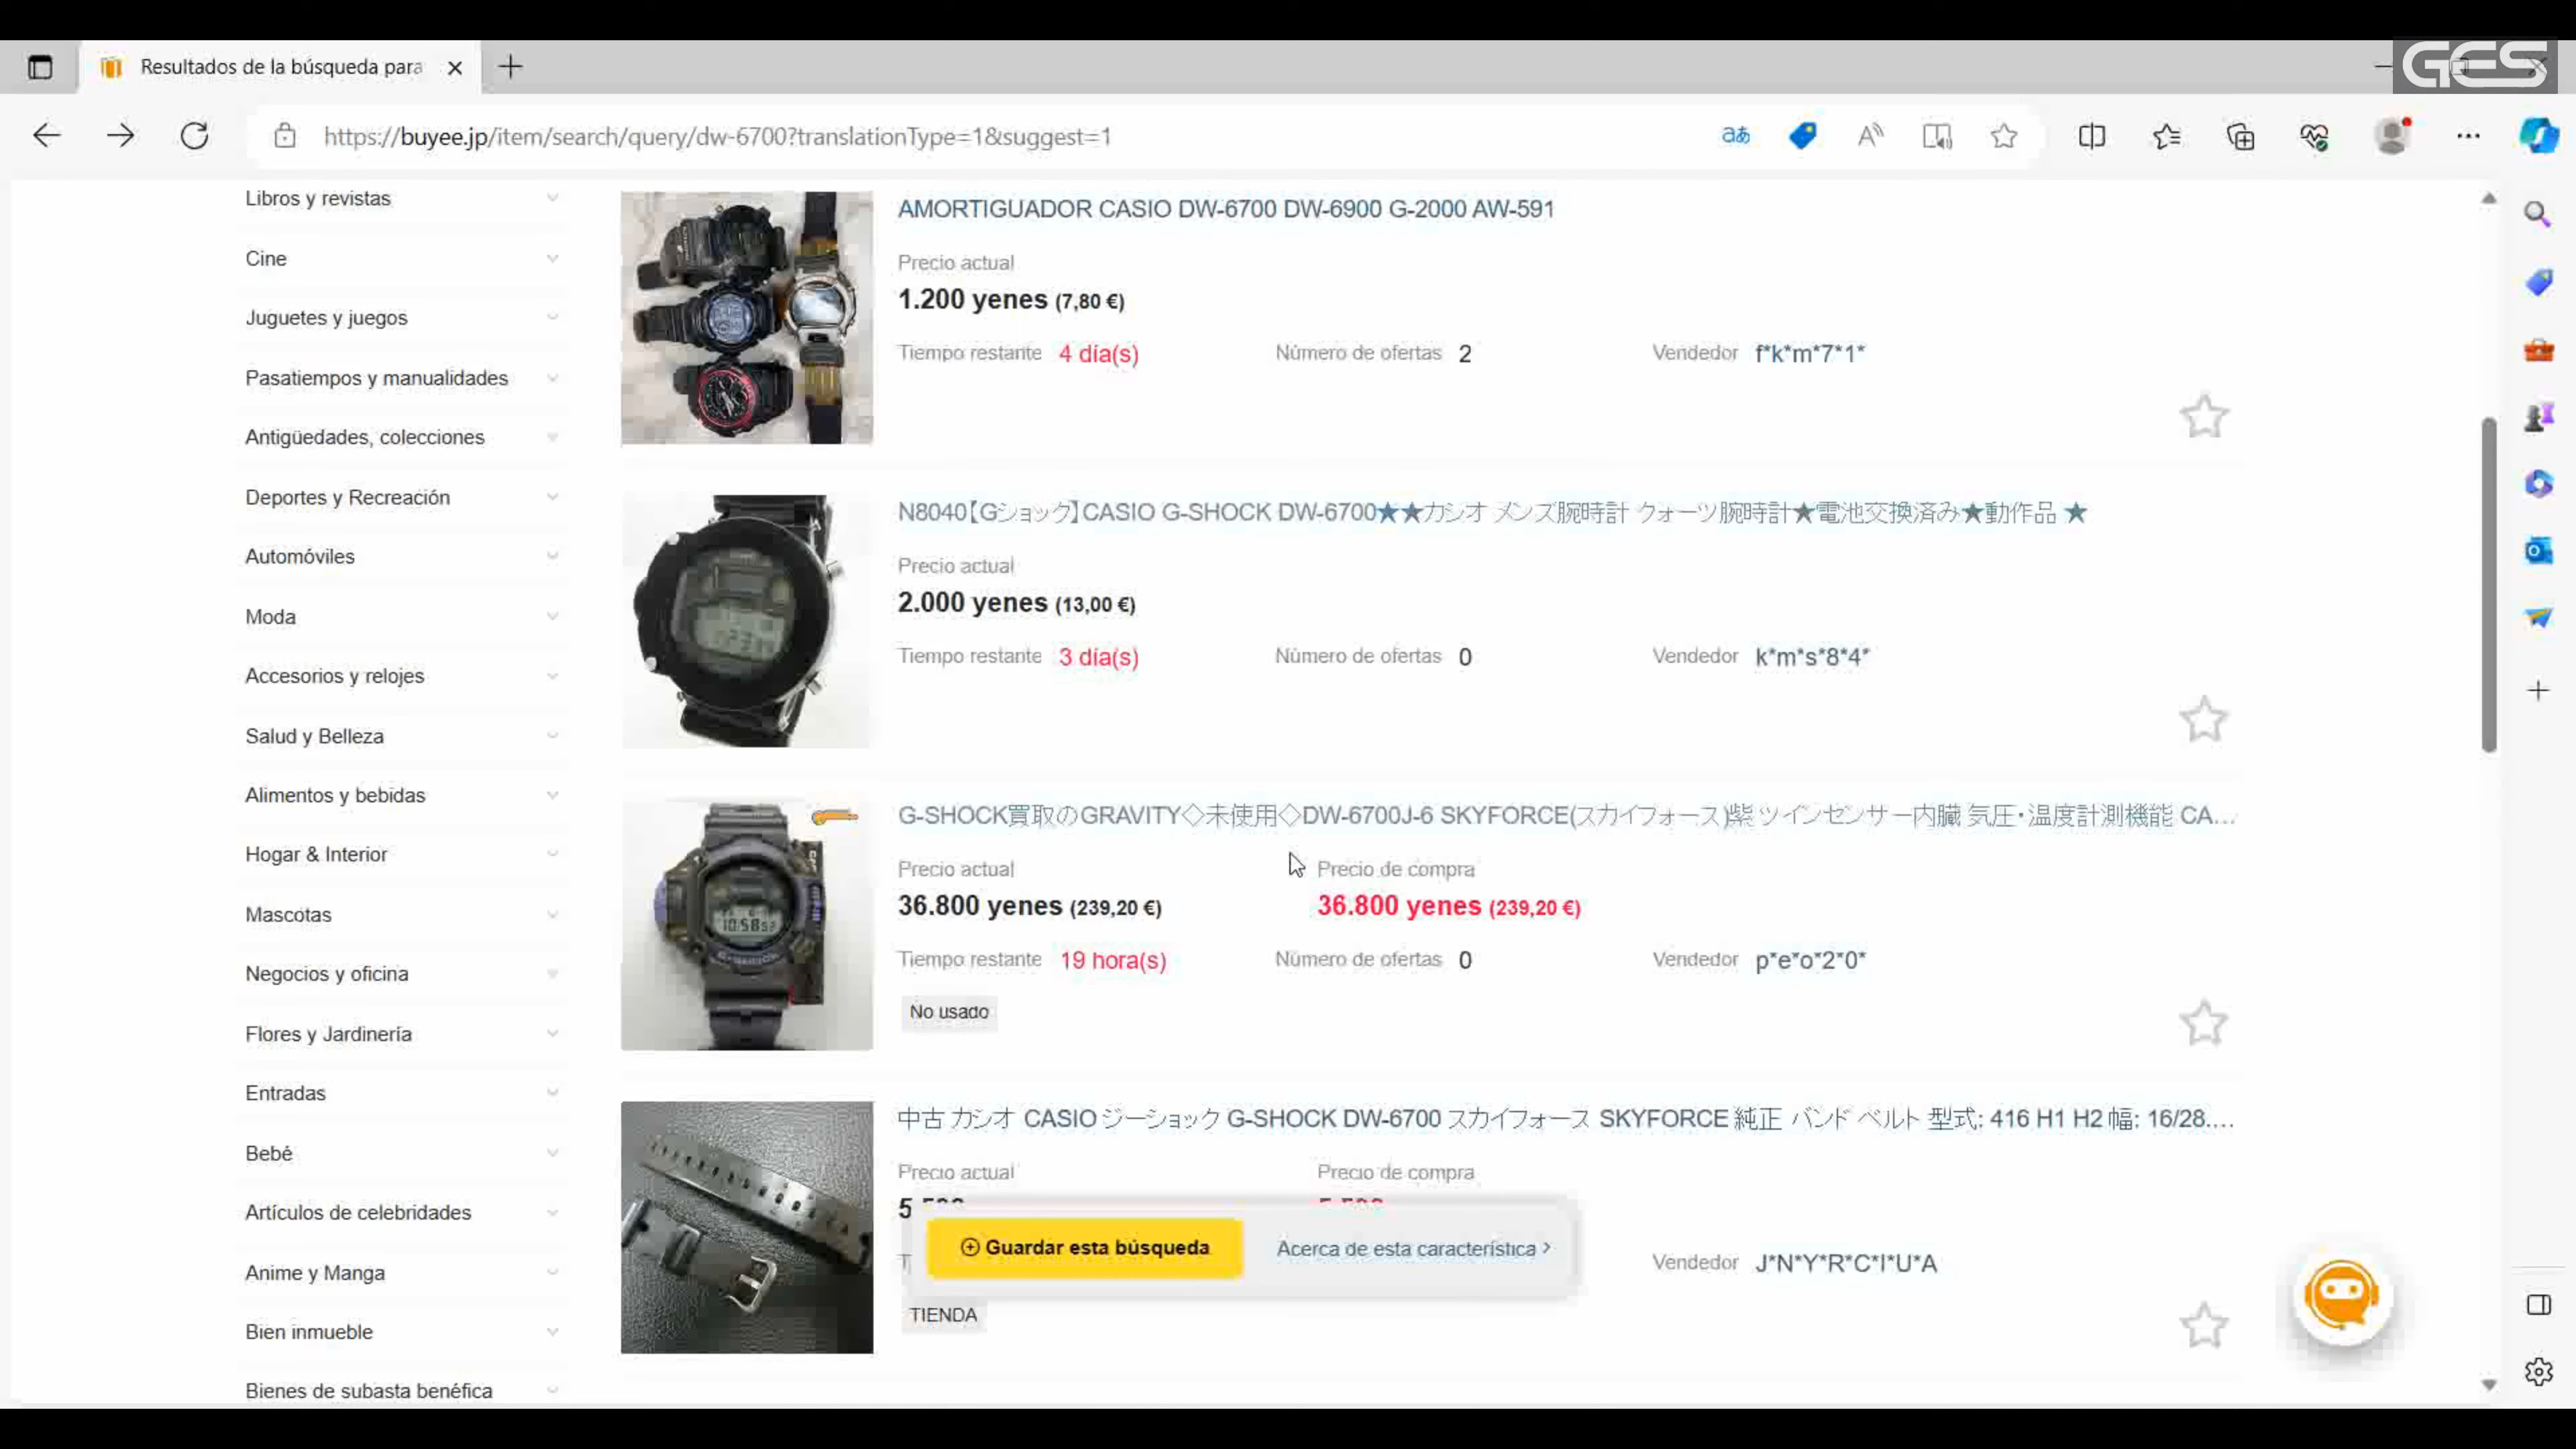 GES
Resultados de la búsqueda para
https://buyee.jp/item/search/query/dw-6700?translationType=1&suggest=1
Libros y revistas
Cine
Juguetes y juegos
Pasatiempos y manualidades
Antigüedades, colecciones
Deportes y Recreación
Automóviles
Moda
Accesorios y relojes
Salud y Belleza
Alimentos y bebidas
Hogar & Interior
Mascotas
Negocios y oficina
Flores y Jardinería
Entradas
Bebé
Artículos de celebridades
Anime y Manga
Bien inmueble
Bienes de subasta benéfica
AMORTIGUADOR CASIO DW-6700 DW-6900 G-2000 AW-591
Precio actual
1.200 yenes (7,80 €)
Tiempo restante 4 día(s) Número de ofertas 2 Vendedor f*k*m*7*1*
N8040【Gショック】CASIO G-SHOCK DW-6700★★カシオ メンズ腕時計 クォーツ腕時計★電池交換済み★動作品 ★
Precio actual
2.000 yenes (13,00 €)
Tiempo restante 3 día(s) Número de ofertas 0 Vendedor k*m*s*8*4*
G-SHOCK買取のGRAVITY◇未使用◇DW-6700J-6 SKYFORCE(スカイフォース)紫 ツインセンサー内臓 気圧・温度計測機能 CA...
Precio actual Precio de compra
36.800 yenes (239,20 €) 36.800 yenes (239,20 €)
Tiempo restante 19 hora(s) Número de ofertas 0 Vendedor p*e*o*2*0*
No usado
中古 カシオ CASIO ジーショック G-SHOCK DW-6700 スカイフォース SKYFORCE 純正 バンド ベルト 型式: 416 H1 H2 幅: 16/28....
Precio actual Precio de compra
Guardar esta búsqueda Acerca de esta característica >
Vendedor J*N*Y*R*C*I*U*A
TIENDA